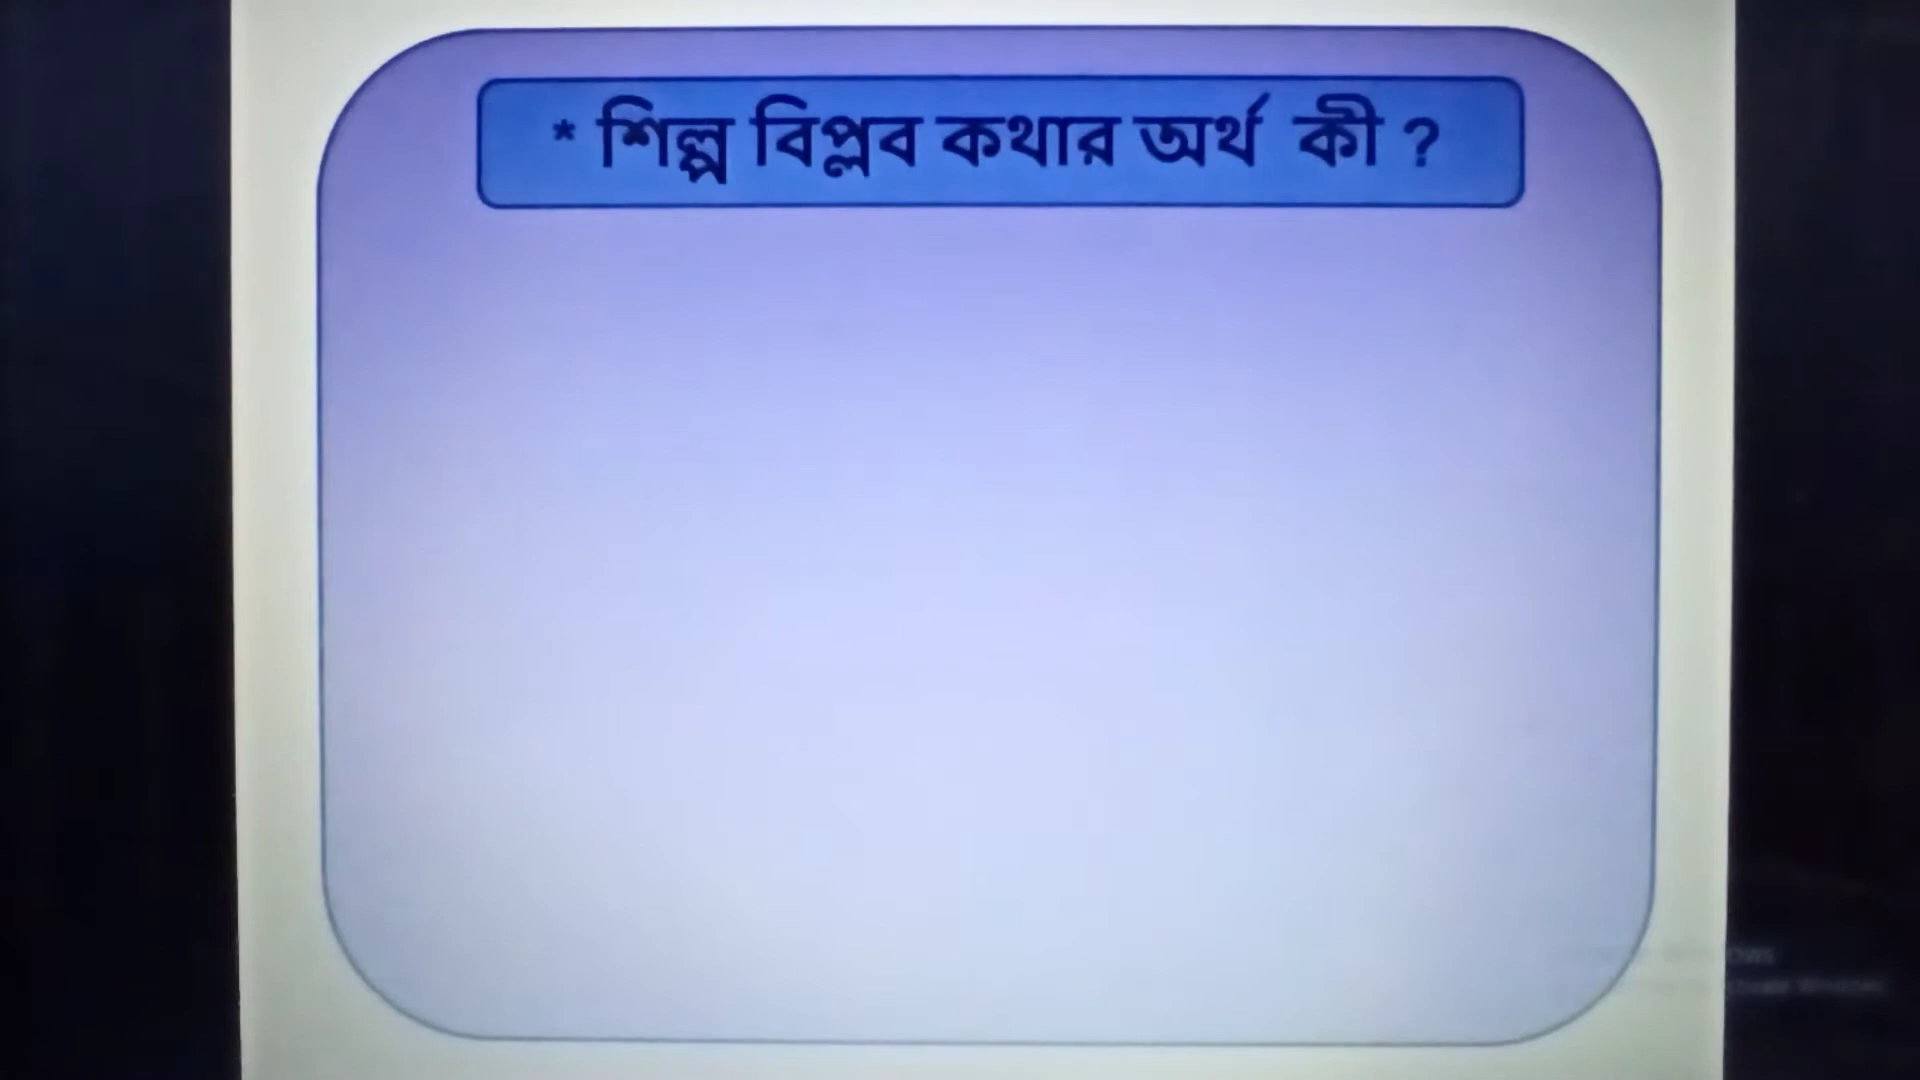 * শিল্প বিপ্লব কথার অর্থ কী ?